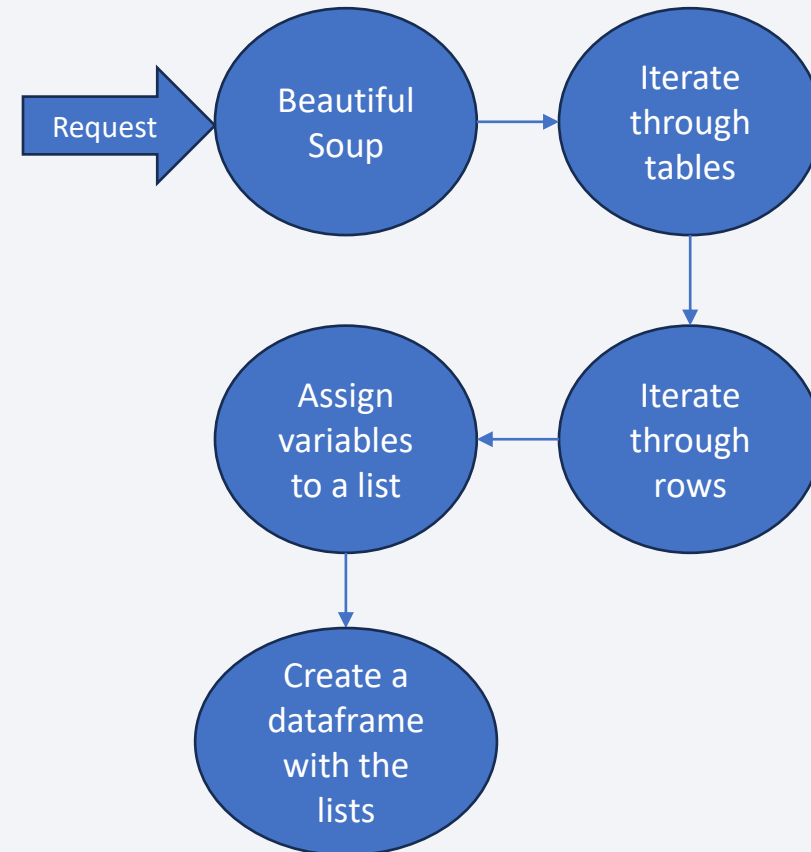 Request
Beautiful
Soup
Iterate
through
tables
Iterate
through
rows
Assign
variables
to a list
Create a
dataframe
with the
lists